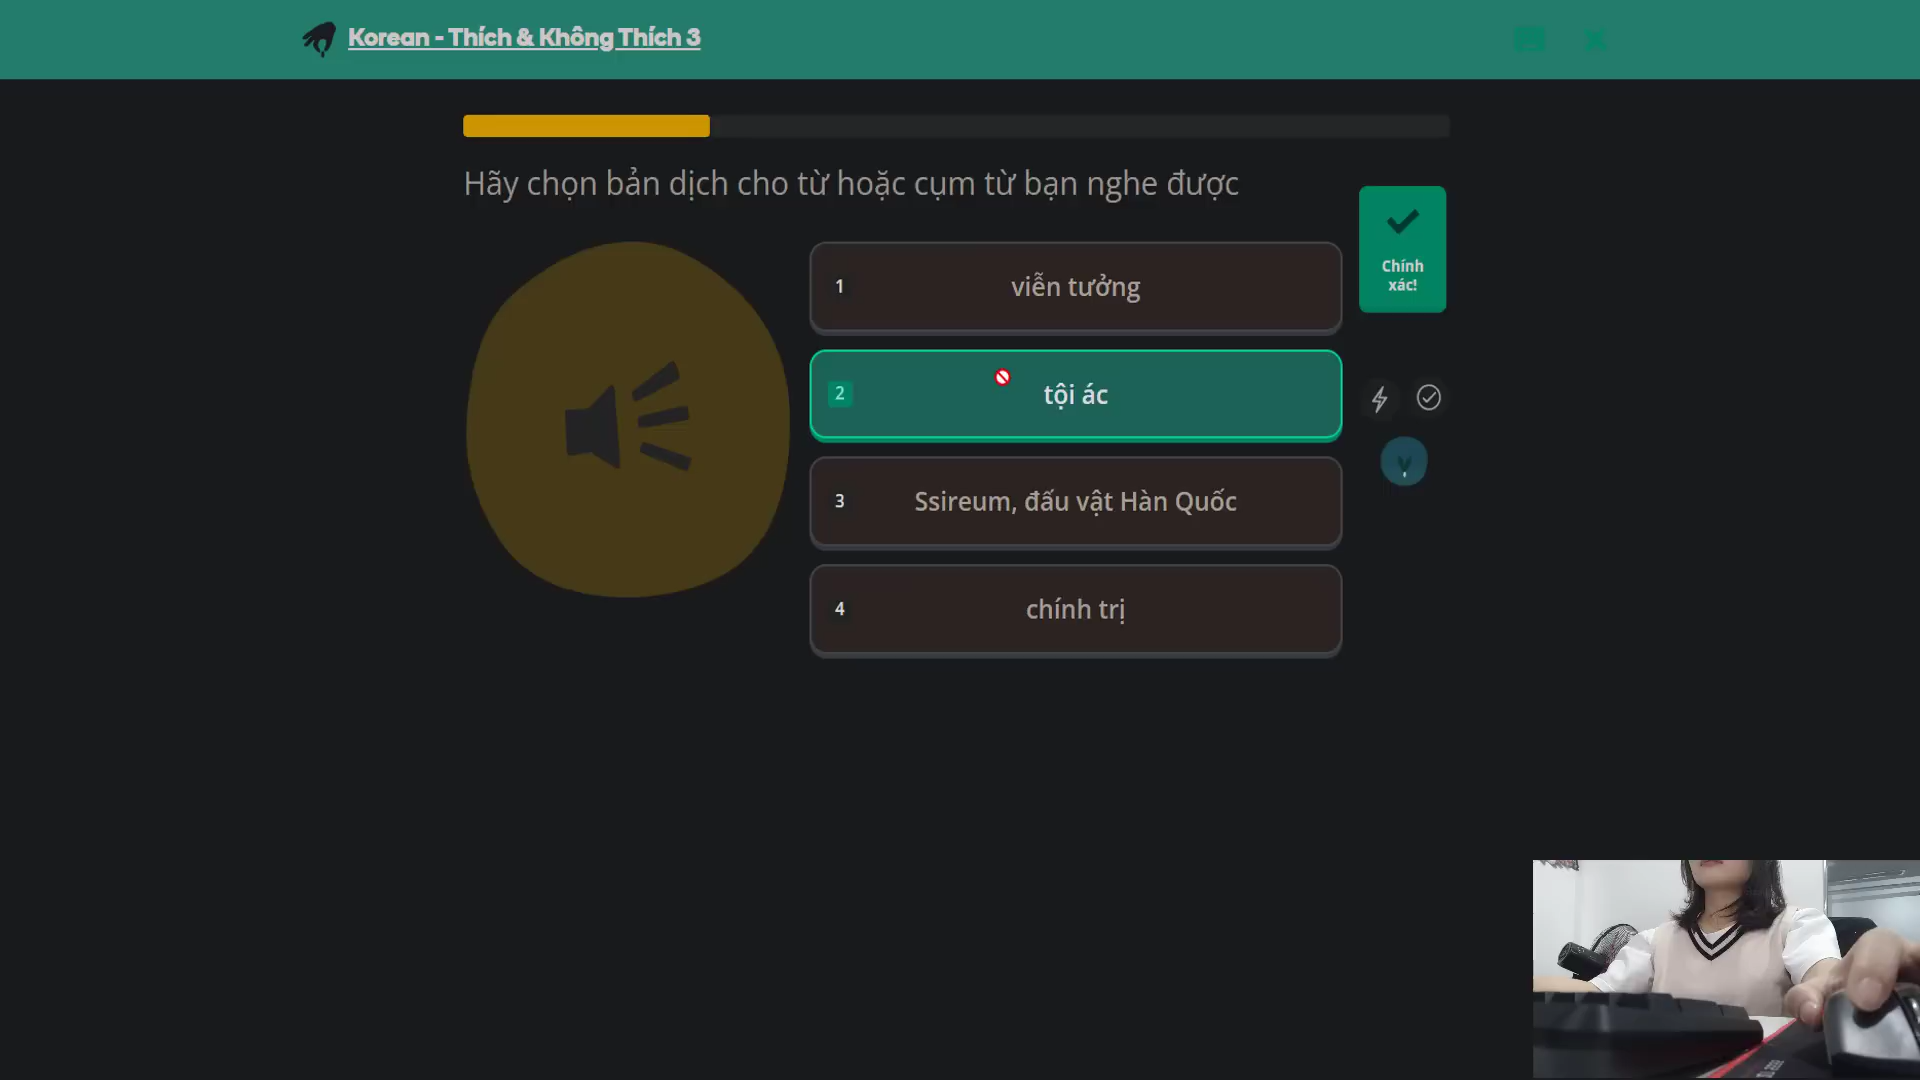 Korean - Thích & Không Thích 3
Hãy chọn bản dịch cho từ hoặc cụm từ bạn nghe được
Chính
xác!
1 viễn tưởng
2 tội ác
3 Ssireum, đấu vật Hàn Quốc
4 chính trị